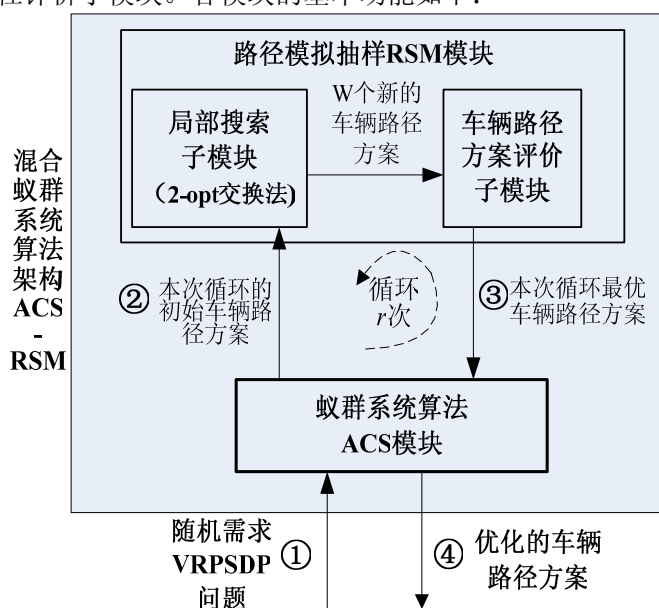 性评价子模块。各模块的基本功能如下：
路径模拟抽样RSM模块
局部搜索
子模块
（2-opt交换法)
W个新的
车辆路径
方案
车辆路径
方案评价
子模块
混合
蚁群
系统
算法
架构
ACS
-
RSM
② 本次循环的
初始车辆路
径方案
循环
r次
③ 本次循环最优
车辆路径方案
蚁群系统算法
ACS模块
随机需求
VRPSDP
问题
①
④ 优化的车辆
路径方案